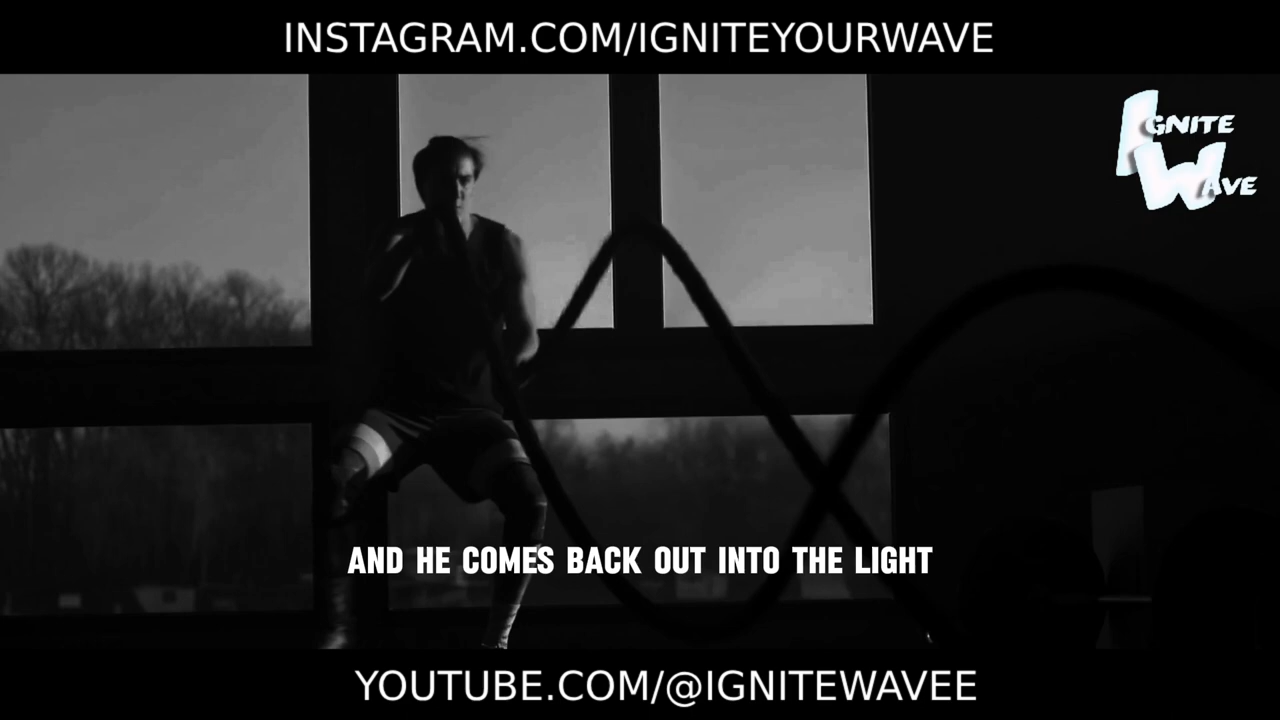 INSTAGRAM.COM/IGNITEYOURWAVE
IGNITE
WAVE
AND HE COMES BACK OUT INTO THE LIGHT
YOUTUBE.COM/@IGNITEWAVEE